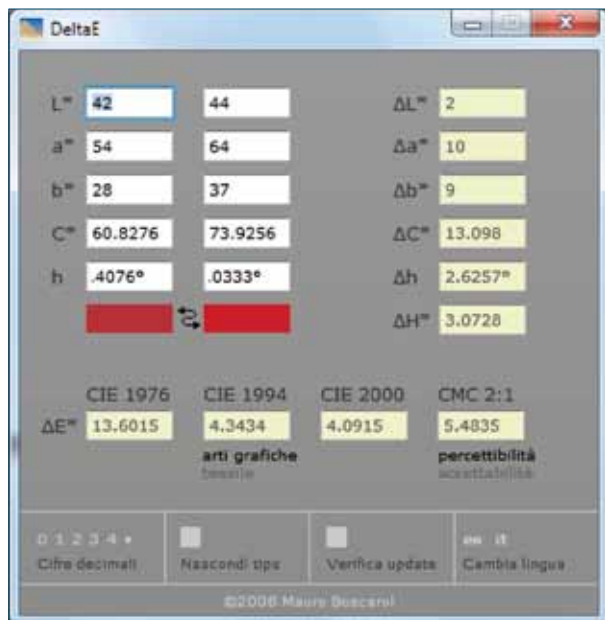 DeltaE
L* 42 44 ΔL* 2
a* 54 64 Δa* 10
b* 28 37 Δb* 9
C* 60.8276 73.9256 ΔC* 13.098
h .4076° .0333° Δh 2.6257°
ΔH* 3.0728
CIE 1976 CIE 1994 CIE 2000 CMC 2:1
ΔE* 13.6015 4.3434 4.0915 5.4835
arti grafiche percettibilità
tessile accettabilità
0 1 2 3 4 • en it
Cifre decimali Nascondi tips Verifica update Cambia lingua
©2006 Mauro Boscarol